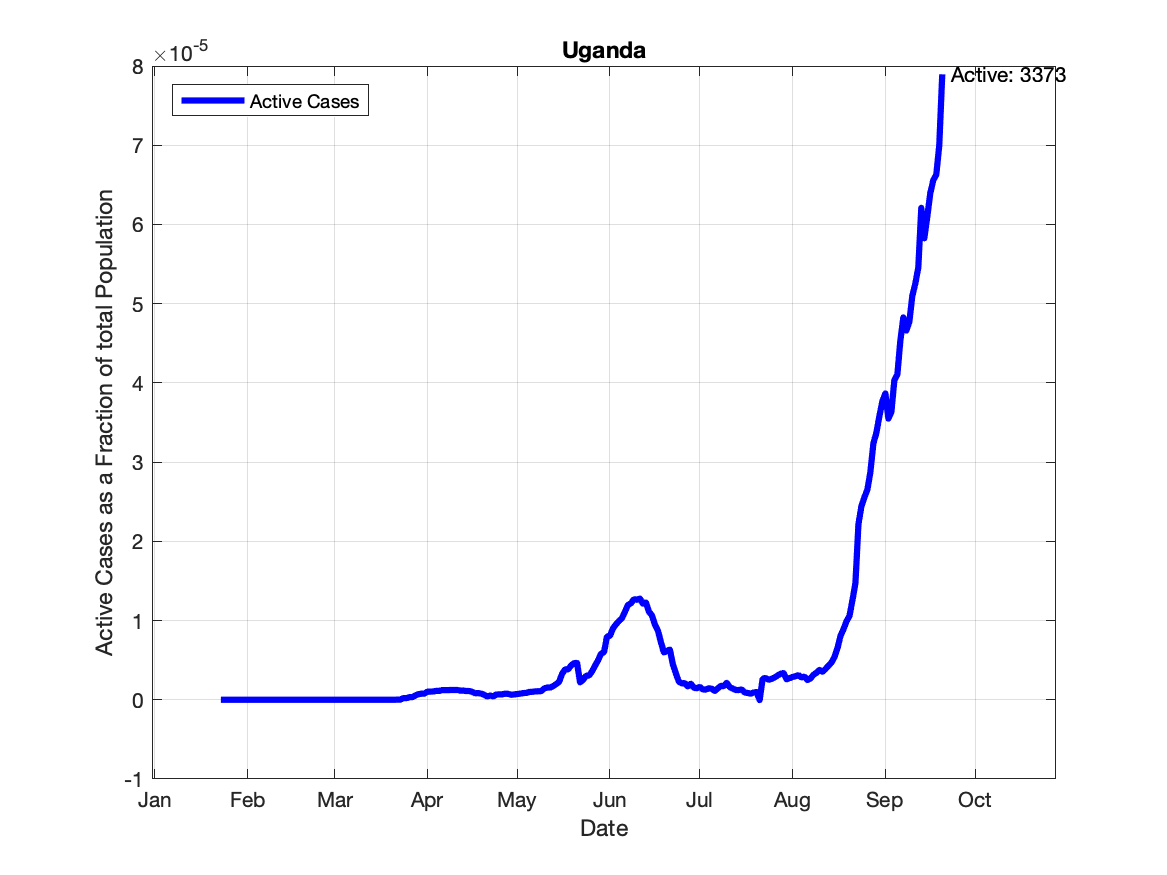 Uganda
×10-5
Active: 3373
Active Cases
8
7
6
5
4
3
2
1
0
-1
Active Cases as a Fraction of total Population
Jan Feb Mar Apr May Jun Jul Aug Sep Oct
Date